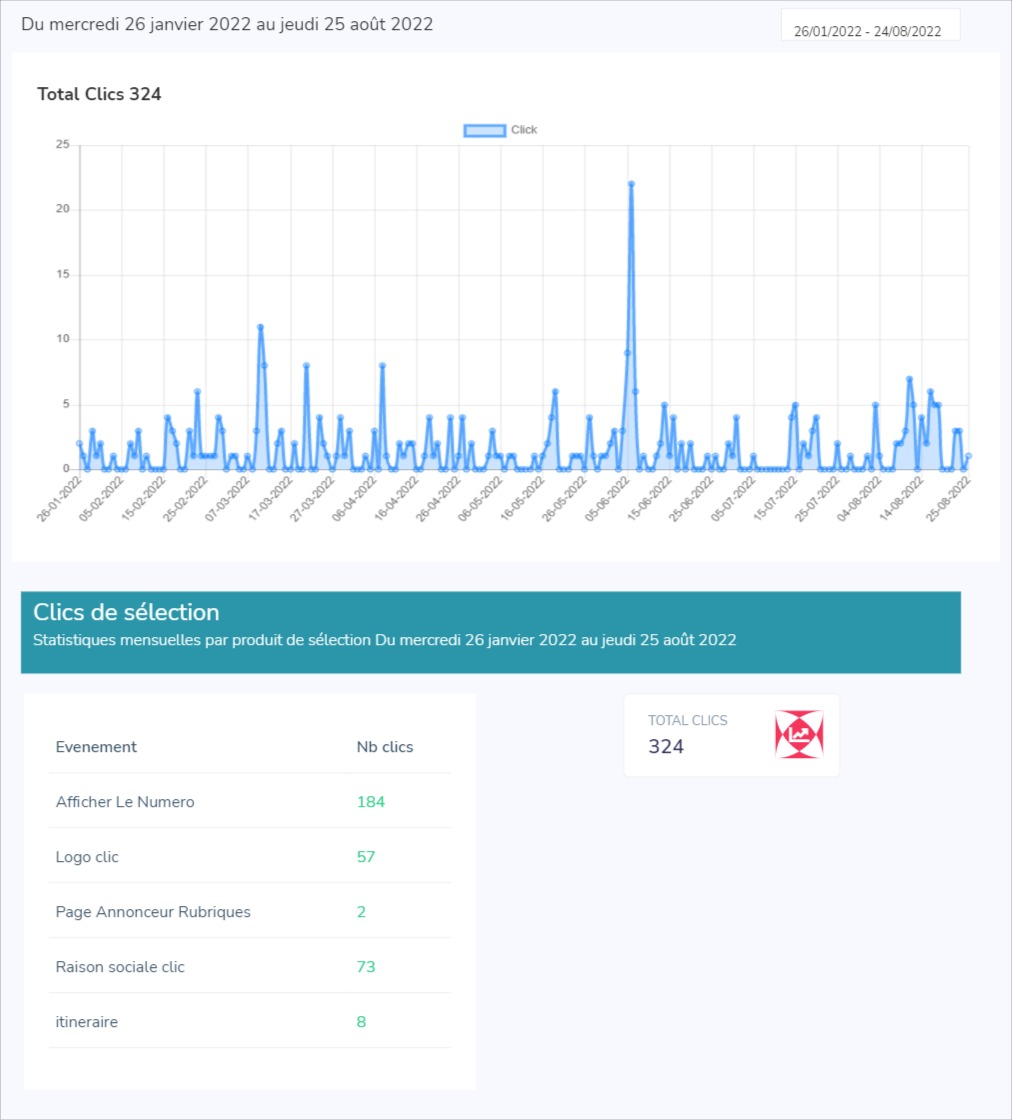 Du mercredi 26 janvier 2022 au jeudi 25 août 2022
26/01/2022 - 24/08/2022
Total Clics 324
Click
25
20
15
10
5
0
26-01-2022
05-02-2022
15-02-2022
25-02-2022
07-03-2022
17-03-2022
27-03-2022
06-04-2022
16-04-2022
26-04-2022
06-05-2022
16-05-2022
26-05-2022
05-06-2022
15-06-2022
25-06-2022
05-07-2022
15-07-2022
25-07-2022
04-08-2022
14-08-2022
25-08-2022
Clics de sélection
Statistiques mensuelles par produit de sélection Du mercredi 26 janvier 2022 au jeudi 25 août 2022
Evenement Nb clics
Afficher Le Numero 184
Logo clic 57
Page Annonceur Rubriques 2
Raison sociale clic 73
itineraire 8
TOTAL CLICS
324